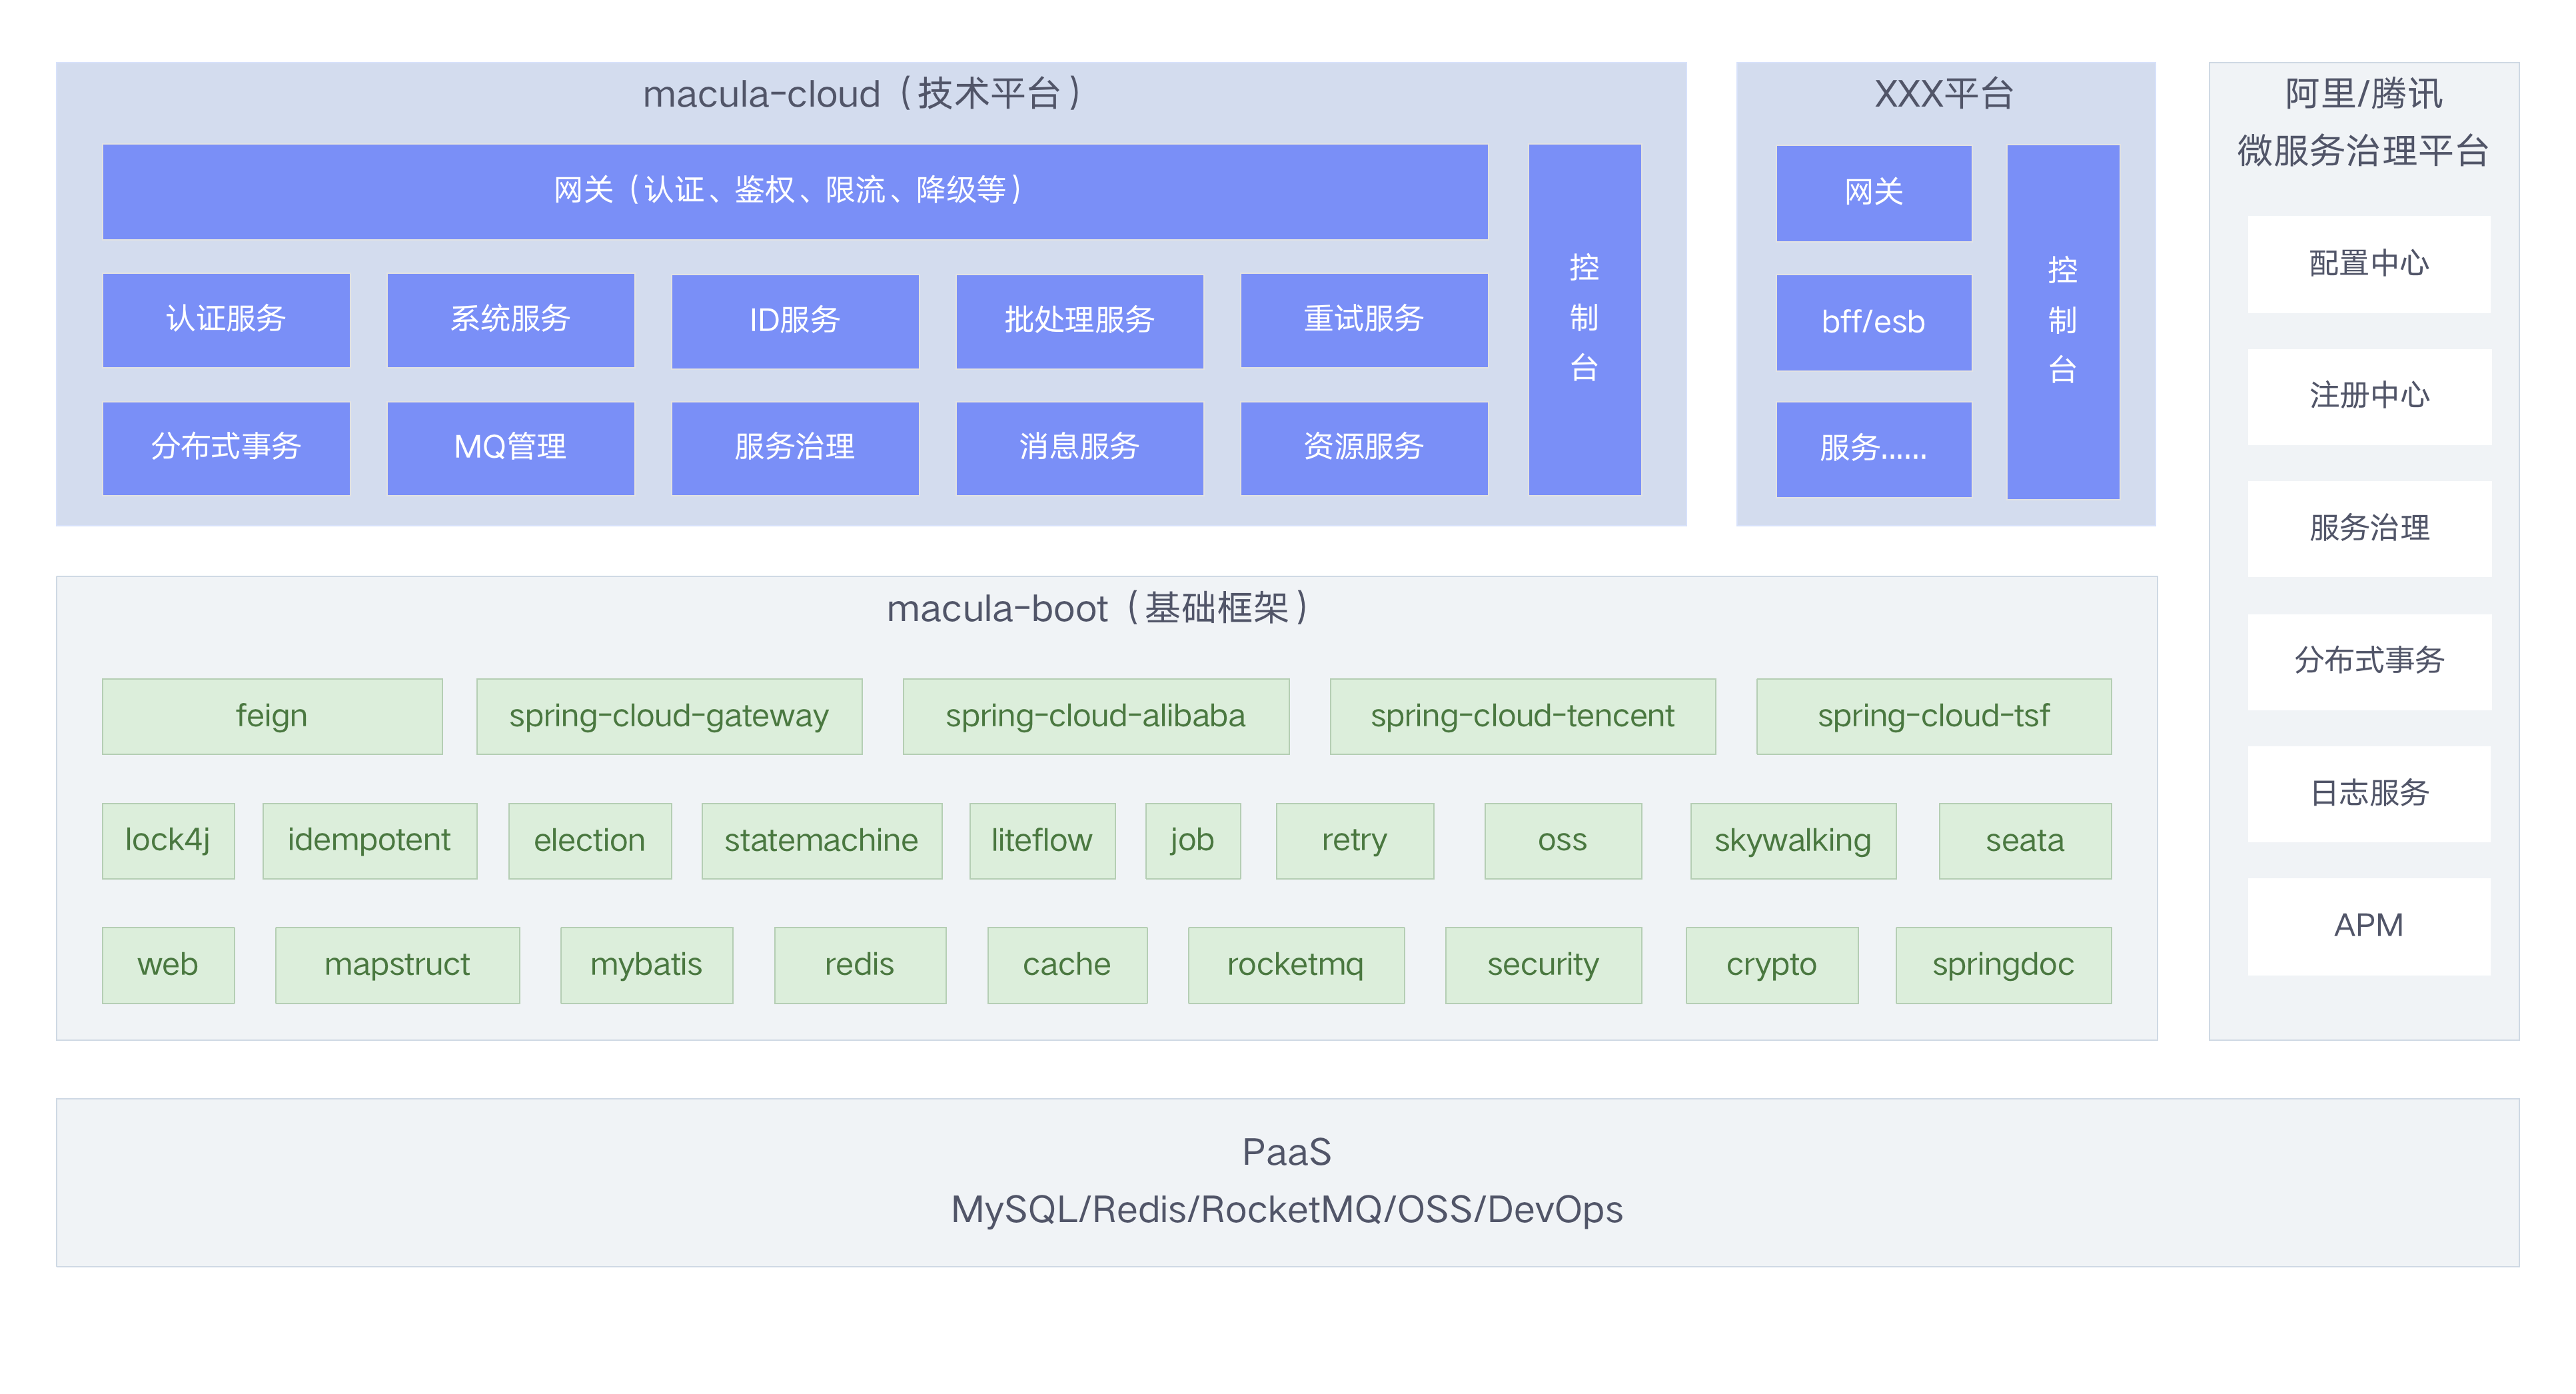 macula-cloud（技术平台）
网关（认证、鉴权、限流、降级等）
认证服务
系统服务
ID服务
批处理服务
重试服务
分布式事务
MQ管理
服务治理
消息服务
资源服务
控
制
台
XXX平台
网关
bff/esb
服务......
控
制
台
阿里/腾讯
微服务治理平台
配置中心
注册中心
服务治理
分布式事务
日志服务
APM
macula-boot（基础框架）
feign
spring-cloud-gateway
spring-cloud-alibaba
spring-cloud-tencent
spring-cloud-tsf
lock4j
idempotent
election
statemachine
liteflow
job
retry
oss
skywalking
seata
web
mapstruct
mybatis
redis
cache
rocketmq
security
crypto
springdoc
PaaS
MySQL/Redis/RocketMQ/OSS/DevOps